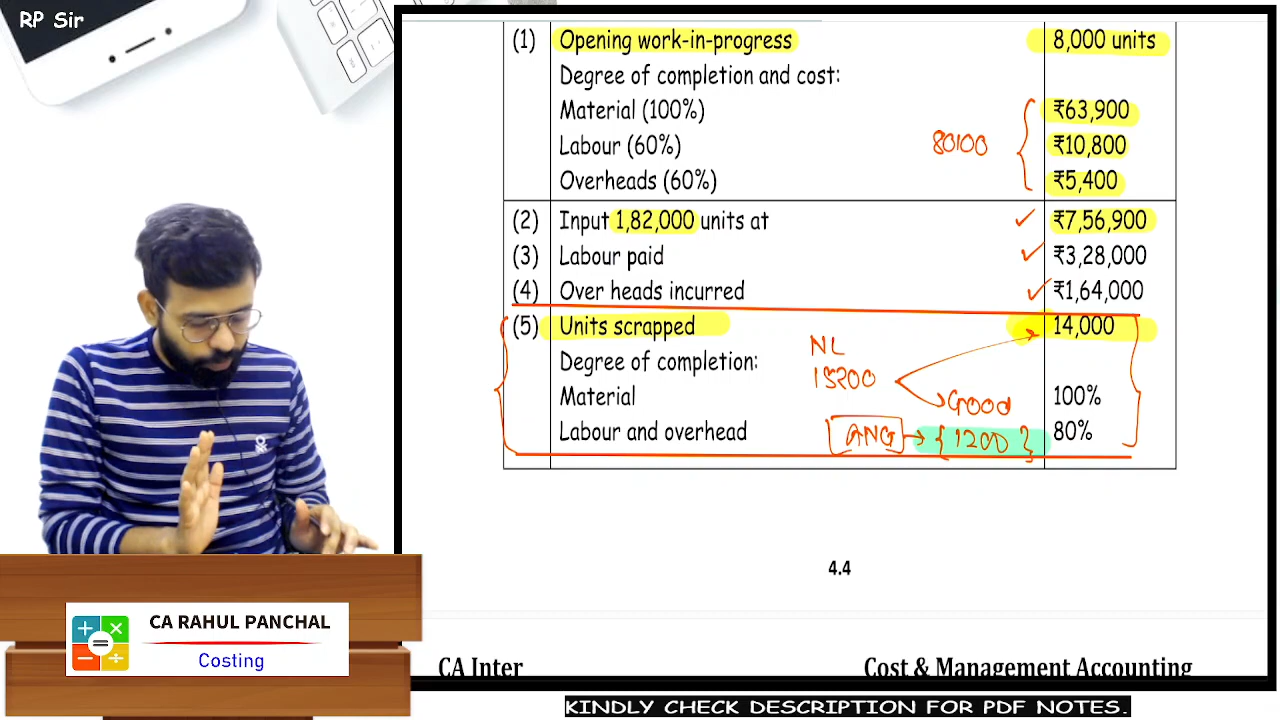 RP Sir
(1) Opening work-in-progress 8,000 units
Degree of completion and cost:
Material (100%) ₹63,900
Labour (60%) 80100 ₹10,800
Overheads (60%) ₹5,400
(2) Input 1,82,000 units at ₹7,56,900
(3) Labour paid ₹3,28,000
(4) Over heads incurred ₹1,64,000
(5) Units scrapped 14,000
Degree of completion: NL
15200
Material GOOD 100%
Labour and overhead ANG → { 1200 } 80%
4.4
CA RAHUL PANCHAL
Costing
CA Inter Cost & Management Accounting
KINDLY CHECK DESCRIPTION FOR PDF NOTES.